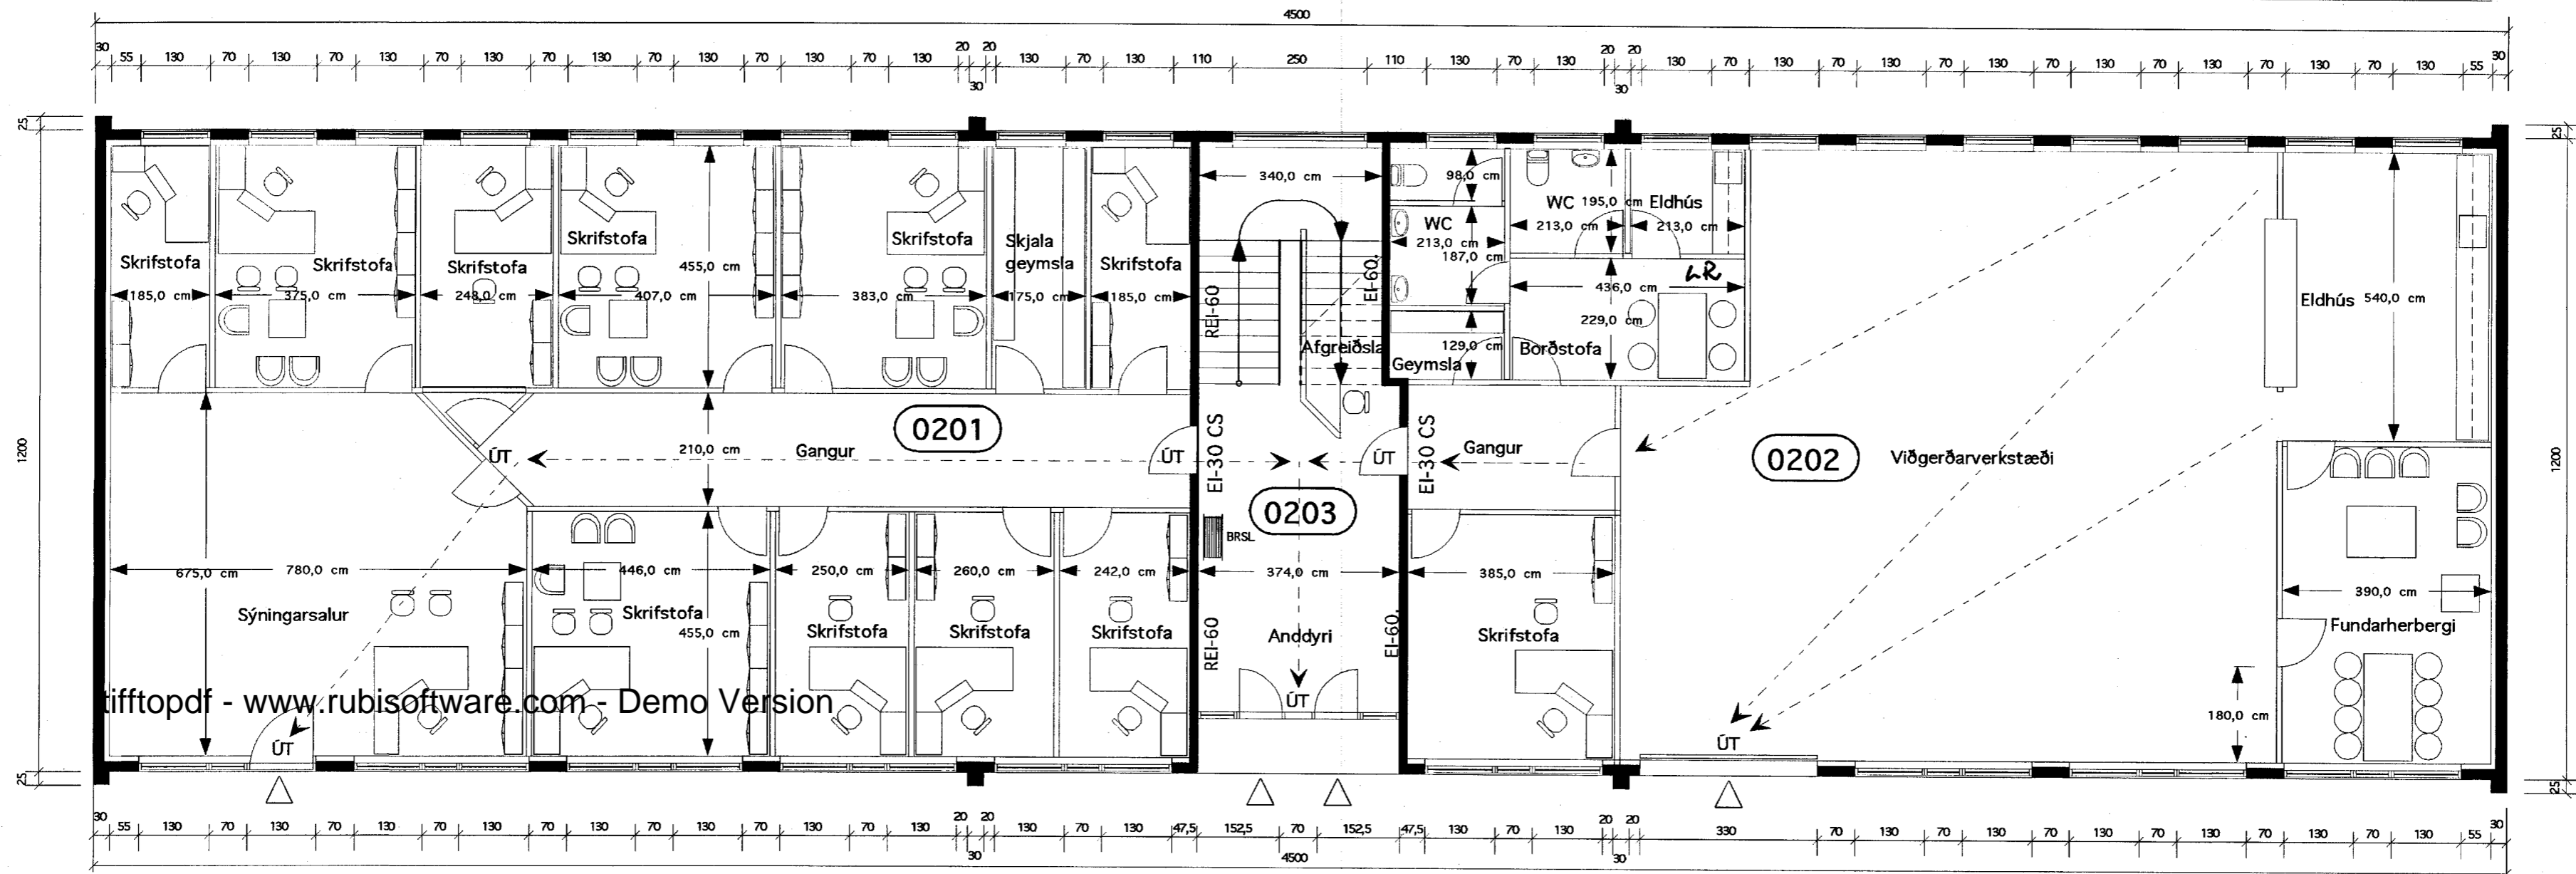 4500
30 55 130 70 130 70 130 70 130 70 130 70 130 70 130 70 130 20 30 20 130 70 130 110 250 110 130 70 130 20 30 20 130 70 130 70 130 70 130 70 130 70 130 70 130 70 130 55 30
25
25
1200
1200
25
25
Skrifstofa
185,0 cm
Skrifstofa
375,0 cm
Skrifstofa
248,0 cm
Skrifstofa
407,0 cm
455,0 cm
Skrifstofa
383,0 cm
Skjala
geymsla
175,0 cm
Skrifstofa
185,0 cm
340,0 cm
REI-60
EI-60.
Afgreiðsla
98,0 cm
WC
213,0 cm
187,0 cm
WC 195,0 cm
213,0 cm
Eldhús
213,0 cm
LR
436,0 cm
229,0 cm
129,0 cm
Geymsla
Borðstofa
Eldhús 540,0 cm
0201
ÚT
210,0 cm
Gangur
ÚT
EI-30 CS
ÚT
EI-30 CS
Gangur
0202
Viðgerðarverkstæði
0203
BRSL
675,0 cm
780,0 cm
Sýningarsalur
446,0 cm
Skrifstofa
455,0 cm
250,0 cm
Skrifstofa
260,0 cm
Skrifstofa
242,0 cm
Skrifstofa
374,0 cm
REI-60
Anddyri
EI-60.
ÚT
385,0 cm
Skrifstofa
390,0 cm
Fundarherbergi
180,0 cm
tifftopdf - www.rubisoftware.com - Demo Version
ÚT
ÚT
30 55 130 70 130 70 130 70 130 70 130 70 130 70 130 70 130 20 30 20 130 70 130 47,5 152,5 70 152,5 47,5 130 70 130 20 30 20 330 70 130 70 130 70 130 70 130 70 130 55 30
4500